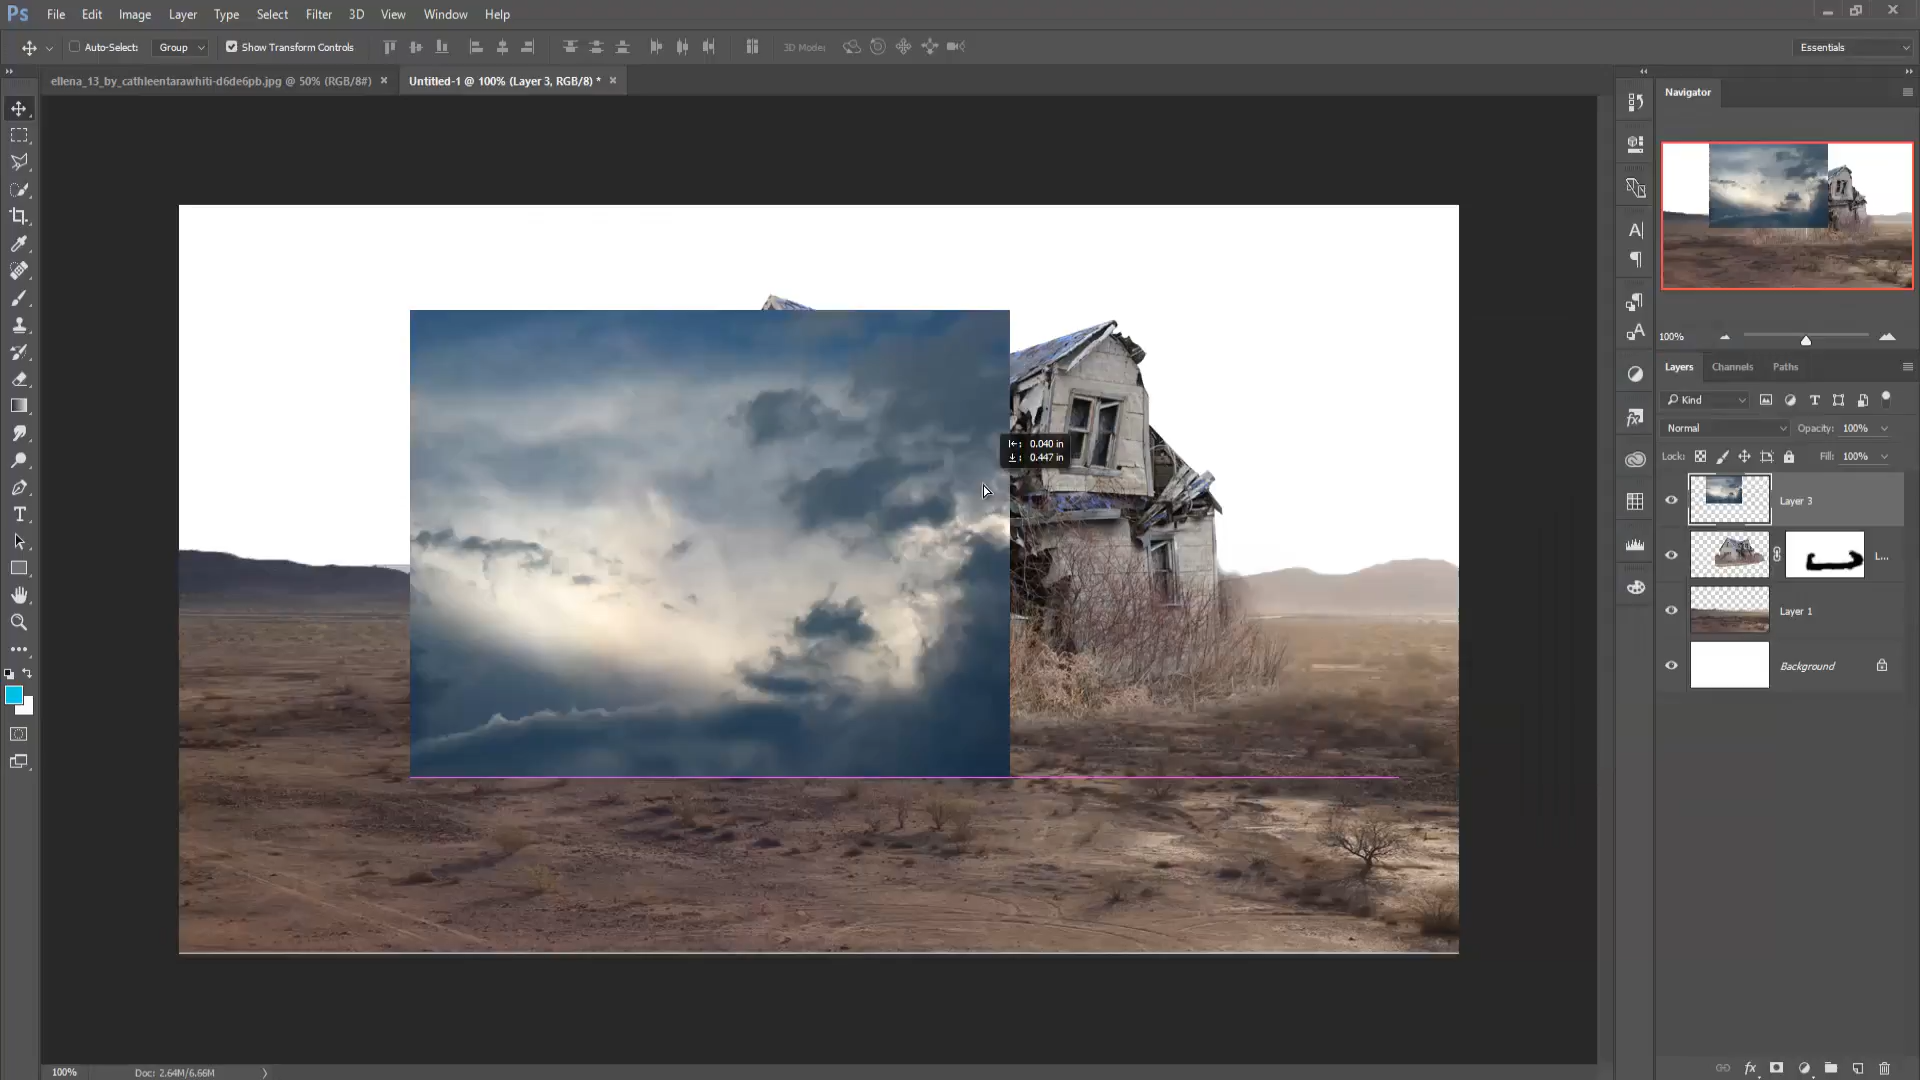 Ps File Edit Image Layer Type Select Filter 3D View Window Help
Auto-Select: Group Show Transform Controls 3D Mode: Essentials
ellena_13_by_cathleentarawhiti-d6de6pb.jpg @ 50% (RGB/8#) × Untitled-1 @ 100% (Layer 3, RGB/8) * ×
Navigator
100%
Layers Channels Paths
Kind
Normal Opacity: 100%
Lock: Fill: 100%
0.040 in
0.447 in
Layer 3
L...
Layer 1
Background
100% Doc: 2.64M/6.66M